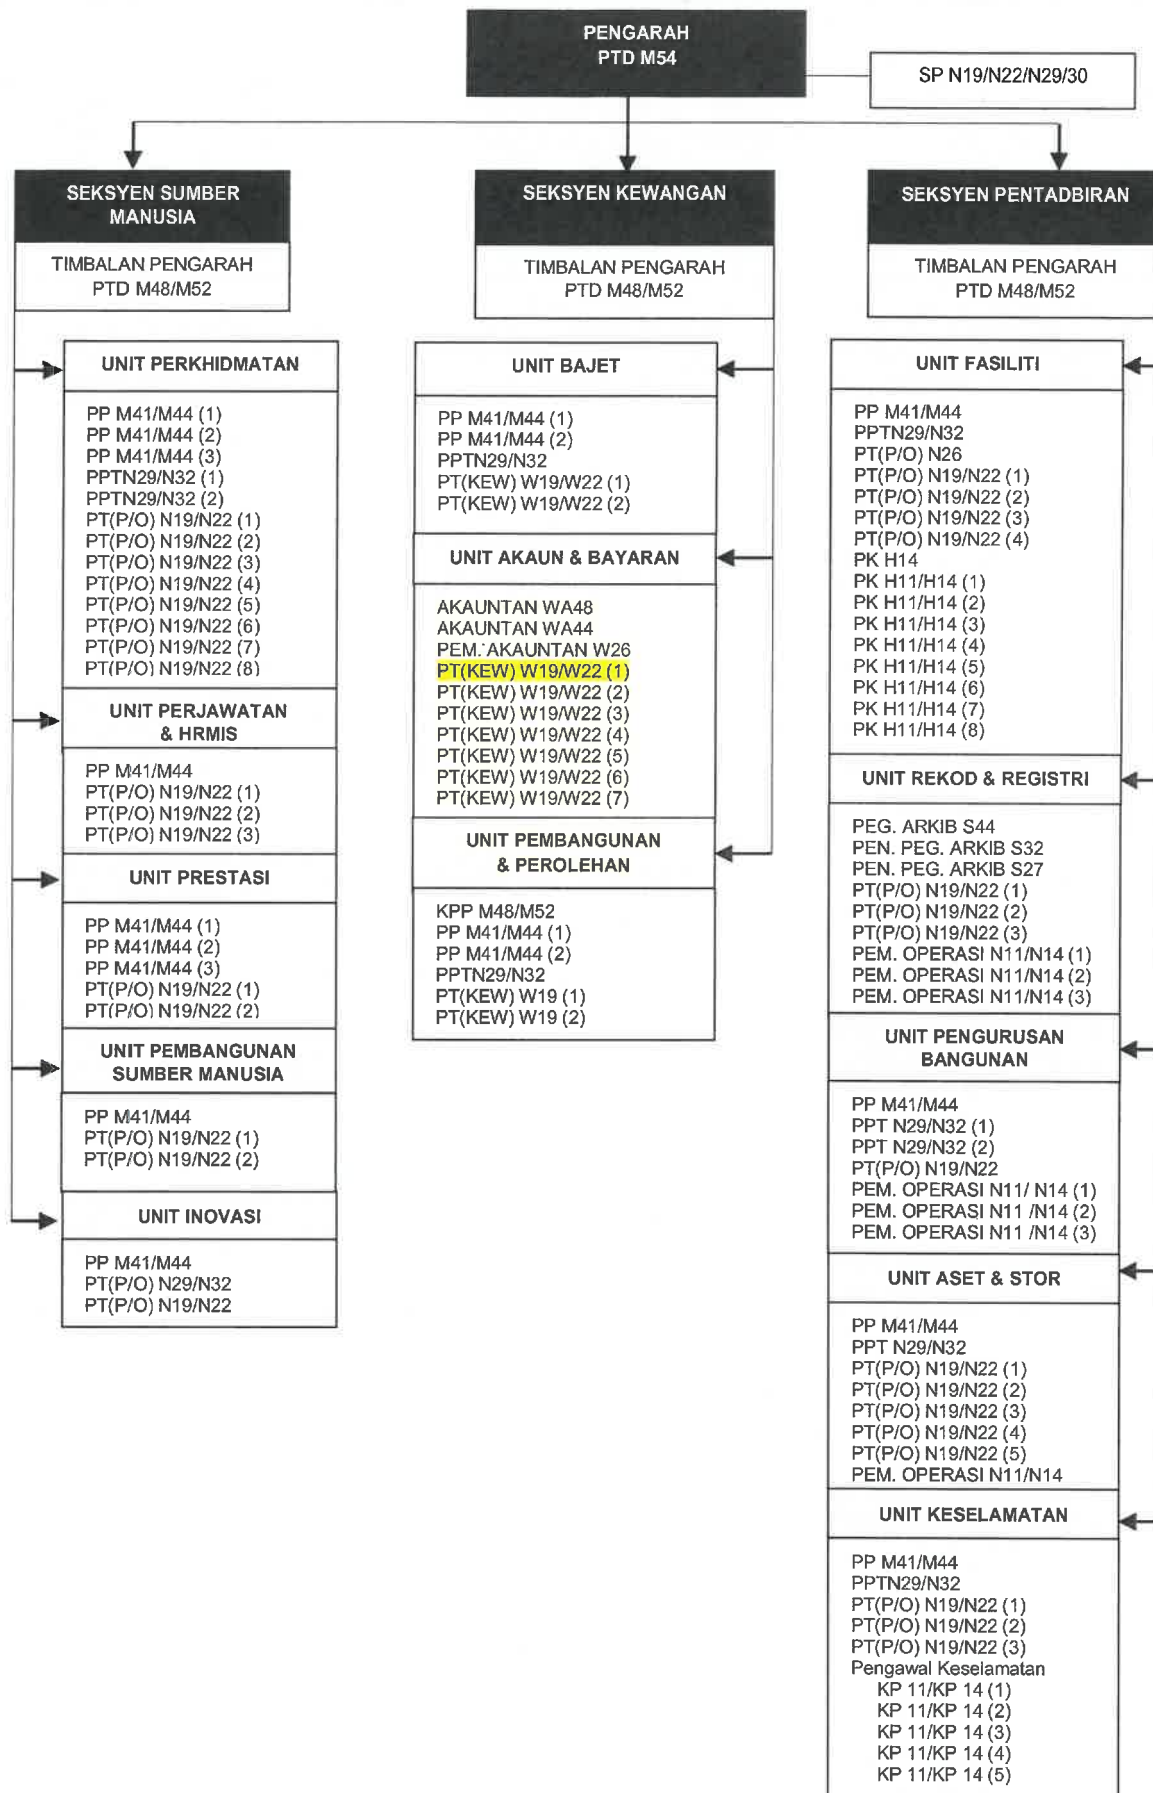 PENGARAH
PTD M54
SP N19/N22/N29/30
SEKSYEN SUMBER
MANUSIA
TIMBALAN PENGARAH
PTD M48/M52
UNIT PERKHIDMATAN
PP M41/M44 (1)
PP M41/M44 (2)
PP M41/M44 (3)
PPTN29/N32 (1)
PPTN29/N32 (2)
PT(P/O) N19/N22 (1)
PT(P/O) N19/N22 (2)
PT(P/O) N19/N22 (3)
PT(P/O) N19/N22 (4)
PT(P/O) N19/N22 (5)
PT(P/O) N19/N22 (6)
PT(P/O) N19/N22 (7)
PT(P/O) N19/N22 (8)
UNIT PERJAWATAN
& HRMIS
PP M41/M44
PT(P/O) N19/N22 (1)
PT(P/O) N19/N22 (2)
PT(P/O) N19/N22 (3)
UNIT PRESTASI
PP M41/M44 (1)
PP M41/M44 (2)
PP M41/M44 (3)
PT(P/O) N19/N22 (1)
PT(P/O) N19/N22 (2)
UNIT PEMBANGUNAN
SUMBER MANUSIA
PP M41/M44
PT(P/O) N19/N22 (1)
PT(P/O) N19/N22 (2)
UNIT INOVASI
PP M41/M44
PT(P/O) N29/N32
PT(P/O) N19/N22
SEKSYEN KEWANGAN
TIMBALAN PENGARAH
PTD M48/M52
UNIT BAJET
PP M41/M44 (1)
PP M41/M44 (2)
PPTN29/N32
PT(KEW) W19/W22 (1)
PT(KEW) W19/W22 (2)
UNIT AKAUN & BAYARAN
AKAUNTAN WA48
AKAUNTAN WA44
PEM. AKAUNTAN W26
PT(KEW) W19/W22 (1)
PT(KEW) W19/W22 (2)
PT(KEW) W19/W22 (3)
PT(KEW) W19/W22 (4)
PT(KEW) W19/W22 (5)
PT(KEW) W19/W22 (6)
PT(KEW) W19/W22 (7)
UNIT PEMBANGUNAN
& PEROLEHAN
KPP M48/M52
PP M41/M44 (1)
PP M41/M44 (2)
PPTN29/N32
PT(KEW) W19 (1)
PT(KEW) W19 (2)
SEKSYEN PENTADBIRAN
TIMBALAN PENGARAH
PTD M48/M52
UNIT FASILITI
PP M41/M44
PPTN29/N32
PT(P/O) N26
PT(P/O) N19/N22 (1)
PT(P/O) N19/N22 (2)
PT(P/O) N19/N22 (3)
PT(P/O) N19/N22 (4)
PK H14
PK H11/H14 (1)
PK H11/H14 (2)
PK H11/H14 (3)
PK H11/H14 (4)
PK H11/H14 (5)
PK H11/H14 (6)
PK H11/H14 (7)
PK H11/H14 (8)
UNIT REKOD & REGISTRI
PEG. ARKIB S44
PEN. PEG. ARKIB S32
PEN. PEG. ARKIB S27
PT(P/O) N19/N22 (1)
PT(P/O) N19/N22 (2)
PT(P/O) N19/N22 (3)
PEM. OPERASI N11/N14 (1)
PEM. OPERASI N11/N14 (2)
PEM. OPERASI N11/N14 (3)
UNIT PENGURUSAN
BANGUNAN
PP M41/M44
PPT N29/N32 (1)
PPT N29/N32 (2)
PT(P/O) N19/N22
PEM. OPERASI N11/ N14 (1)
PEM. OPERASI N11 /N14 (2)
PEM. OPERASI N11 /N14 (3)
UNIT ASET & STOR
PP M41/M44
PPT N29/N32
PT(P/O) N19/N22 (1)
PT(P/O) N19/N22 (2)
PT(P/O) N19/N22 (3)
PT(P/O) N19/N22 (4)
PT(P/O) N19/N22 (5)
PEM. OPERASI N11/N14
UNIT KESELAMATAN
PP M41/M44
PPTN29/N32
PT(P/O) N19/N22 (1)
PT(P/O) N19/N22 (2)
PT(P/O) N19/N22 (3)
Pengawal Keselamatan
KP 11/KP 14 (1)
KP 11/KP 14 (2)
KP 11/KP 14 (3)
KP 11/KP 14 (4)
KP 11/KP 14 (5)